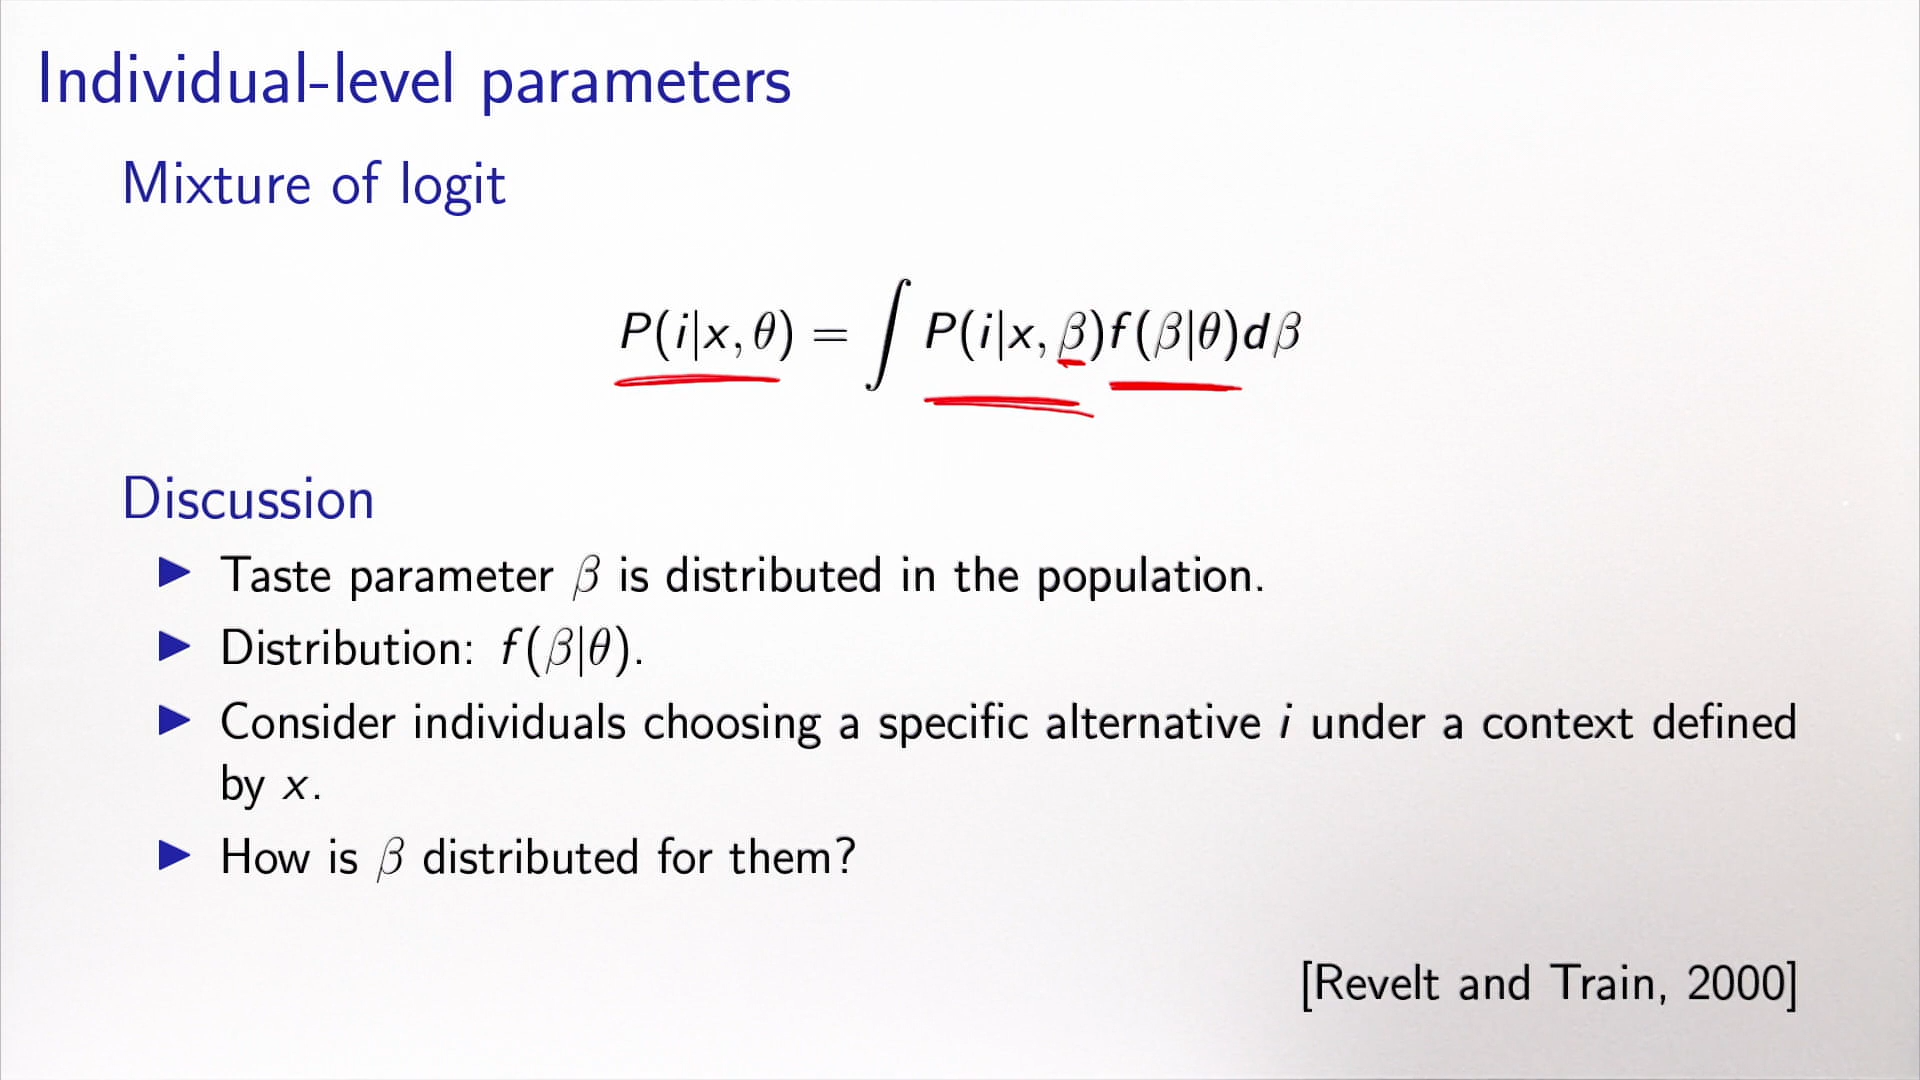 Individual-level parameters
Mixture of logit
P(i|x, θ) = ∫ P(i|x, β)f(β|θ)dβ
Discussion
▶ Taste parameter β is distributed in the population.
▶ Distribution: f(β|θ).
▶ Consider individuals choosing a specific alternative i under a context defined
by x.
▶ How is β distributed for them?
[Revelt and Train, 2000]